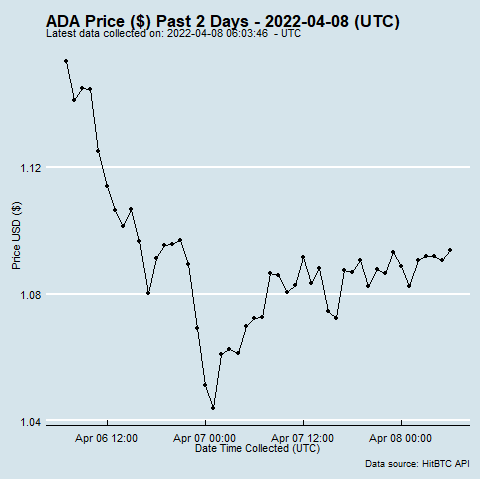 ADA Price ($) Past 2 Days - 2022-04-08 (UTC)
Latest data collected on: 2022-04-08 06:03:46 - UTC
Price USD ($)
1.12
1.08
1.04
Apr 06 12:00 Apr 07 00:00 Apr 07 12:00 Apr 08 00:00
Date Time Collected (UTC)
Data source: HitBTC API